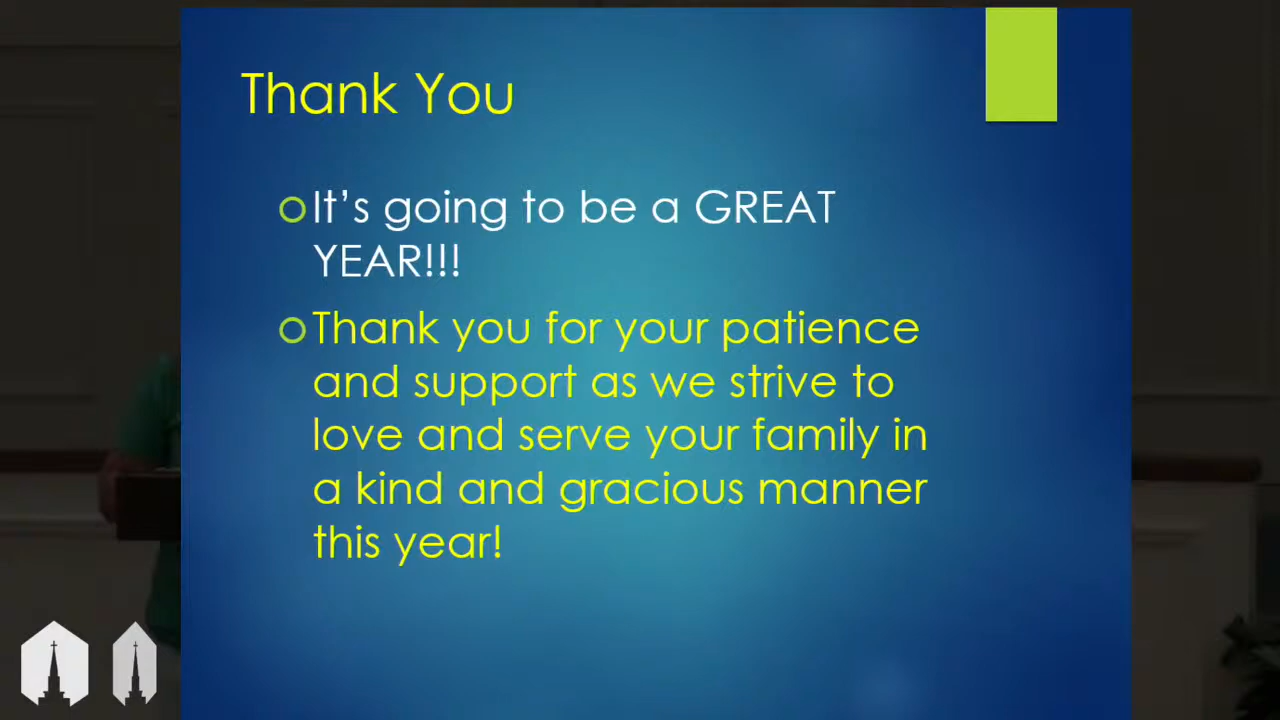 Thank You
It’s going to be a GREAT
YEAR!!!
Thank you for your patience
and support as we strive to
love and serve your family in
a kind and gracious manner
this year!